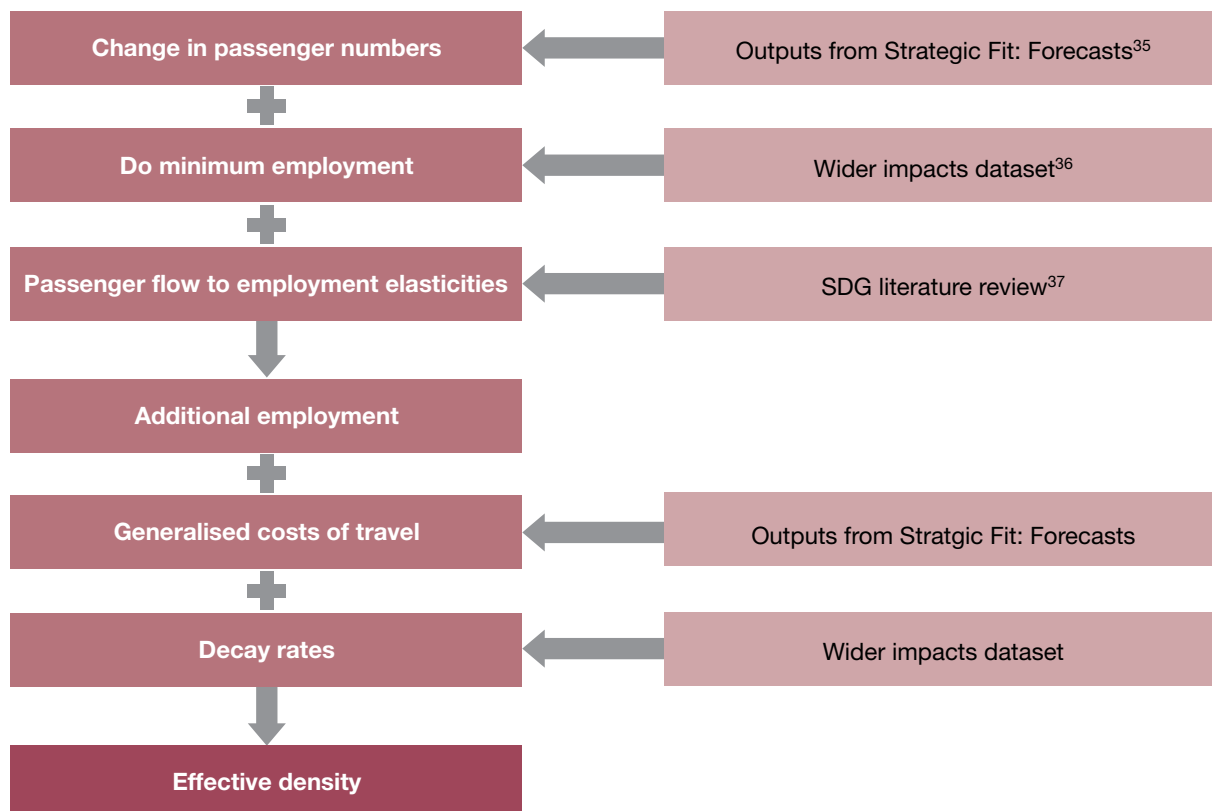 Change in passenger numbers
Outputs from Strategic Fit: Forecasts35
Do minimum employment
Wider impacts dataset36
Passenger flow to employment elasticities
SDG literature review37
Additional employment
Generalised costs of travel
Outputs from Stratgic Fit: Forecasts
Decay rates
Wider impacts dataset
Effective density